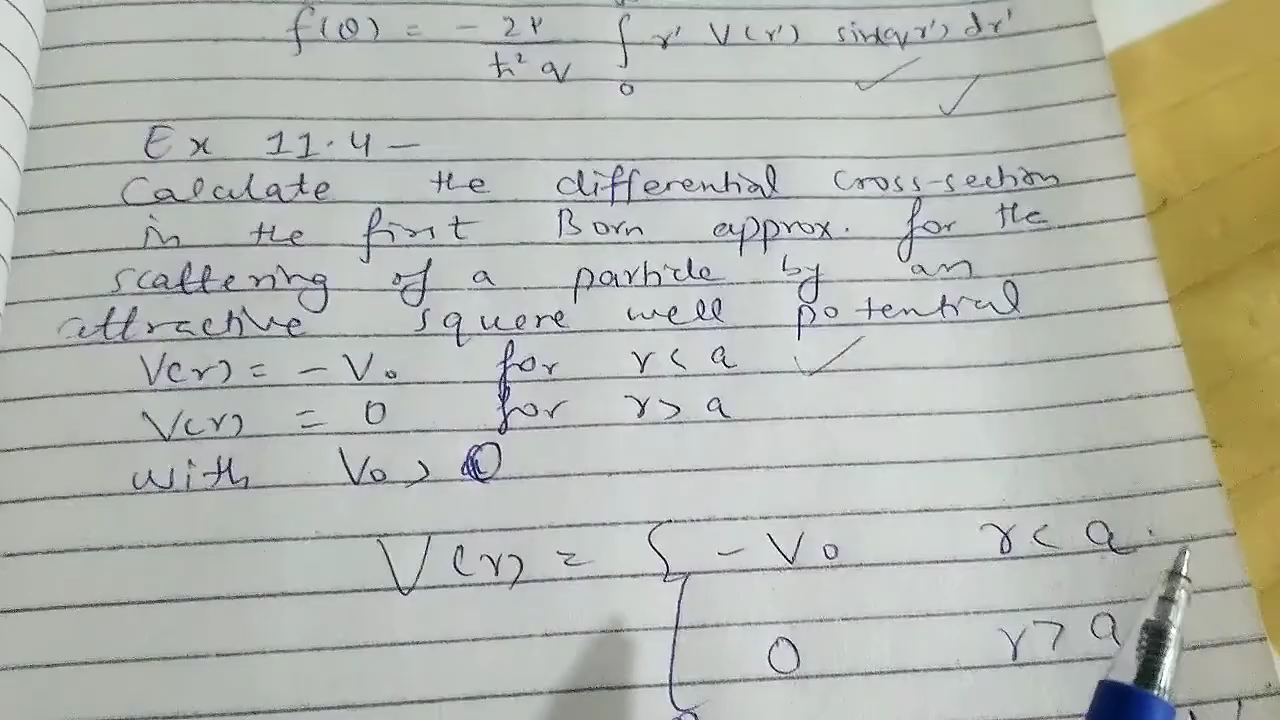 f(θ) = - 2μ / ħ² q ∫₀ r' V(r') sin(qr') dr'
Ex 11.4 —
Calculate the differential cross-section
in the first Born approx. for the
scattering of a particle by an
attractive square well potential
V(r) = - V₀ for r < a
V(r) = 0 for r > a
with V₀ > 0
V(r) = { - V₀ r < a .
0 r > a